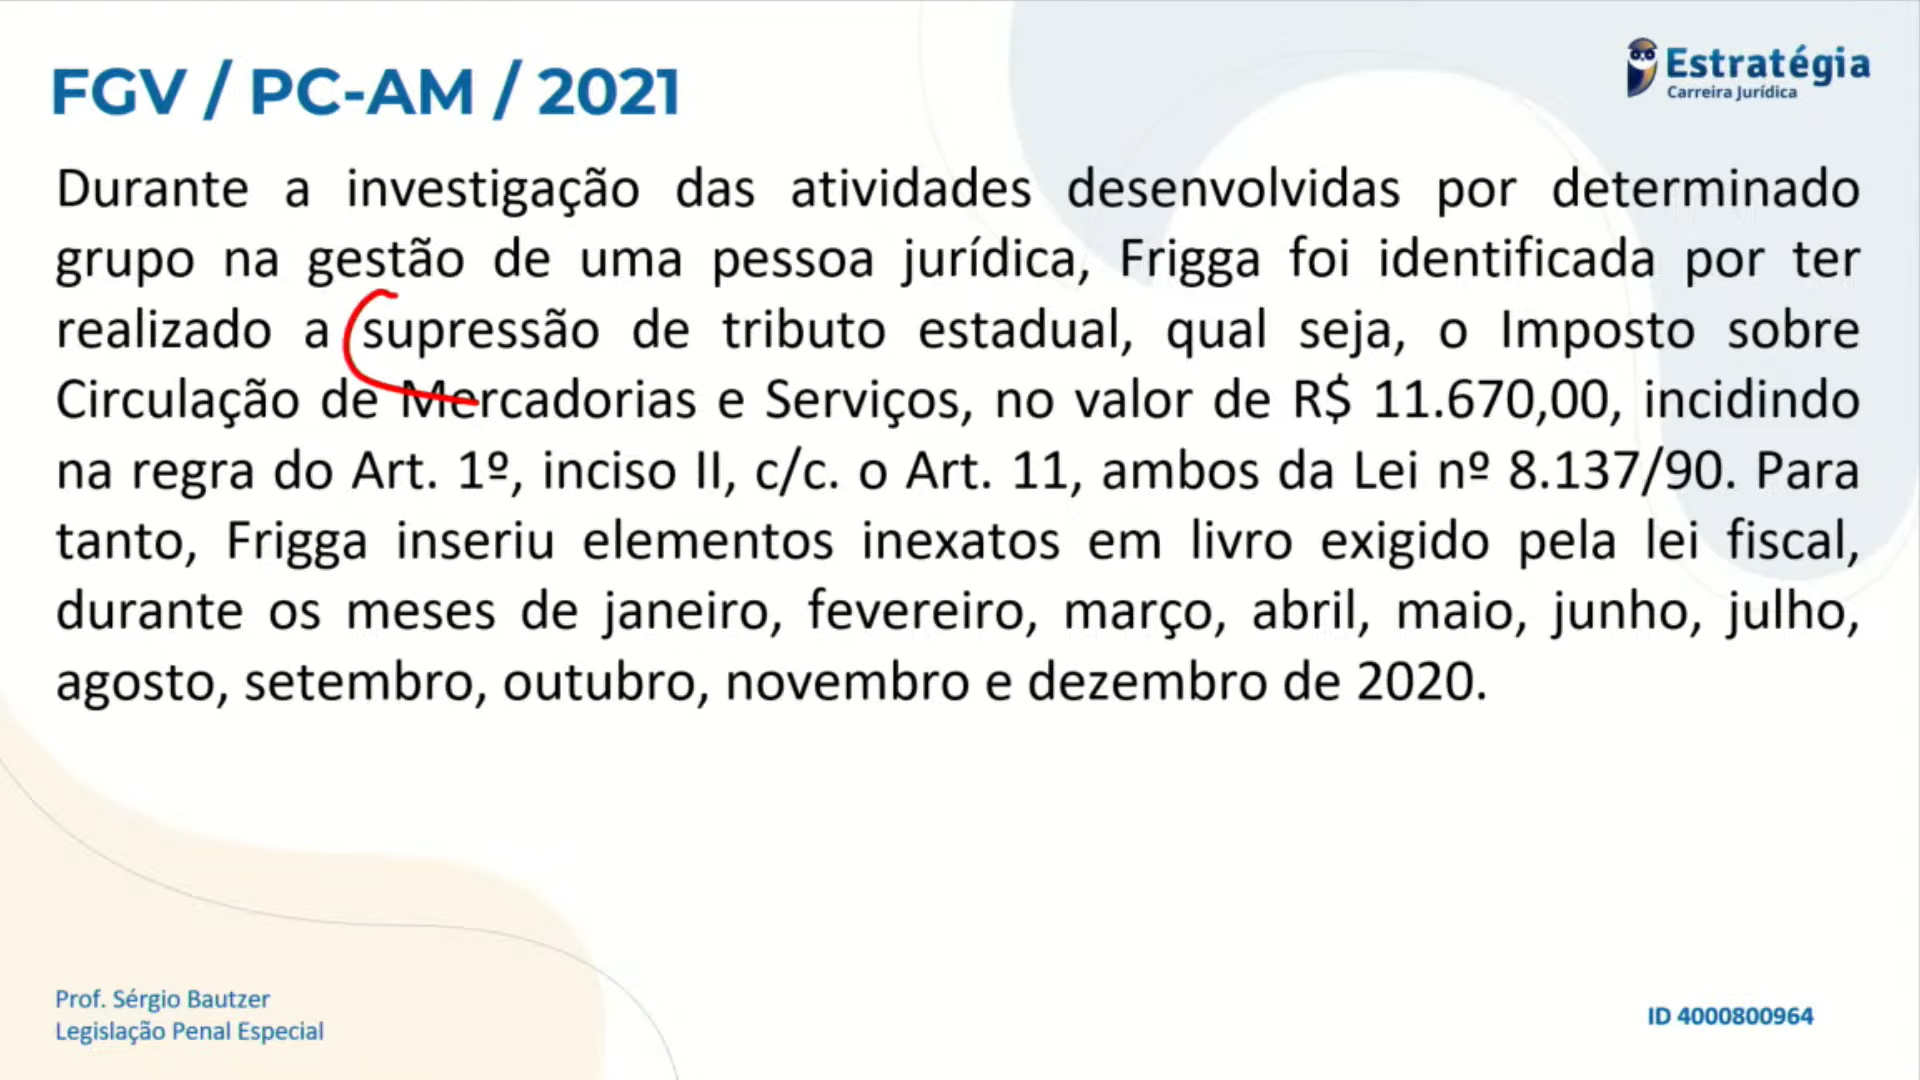 FGV / PC-AM / 2021
Estratégia
Carreira Jurídica
Durante a investigação das atividades desenvolvidas por determinado
grupo na gestão de uma pessoa jurídica, Frigga foi identificada por ter
realizado a supressão de tributo estadual, qual seja, o Imposto sobre
Circulação de Mercadorias e Serviços, no valor de R$ 11.670,00, incidindo
na regra do Art. 1º, inciso II, c/c. o Art. 11, ambos da Lei nº 8.137/90. Para
tanto, Frigga inseriu elementos inexatos em livro exigido pela lei fiscal,
durante os meses de janeiro, fevereiro, março, abril, maio, junho, julho,
agosto, setembro, outubro, novembro e dezembro de 2020.
Prof. Sérgio Bautzer
Legislação Penal Especial
ID 4000800964